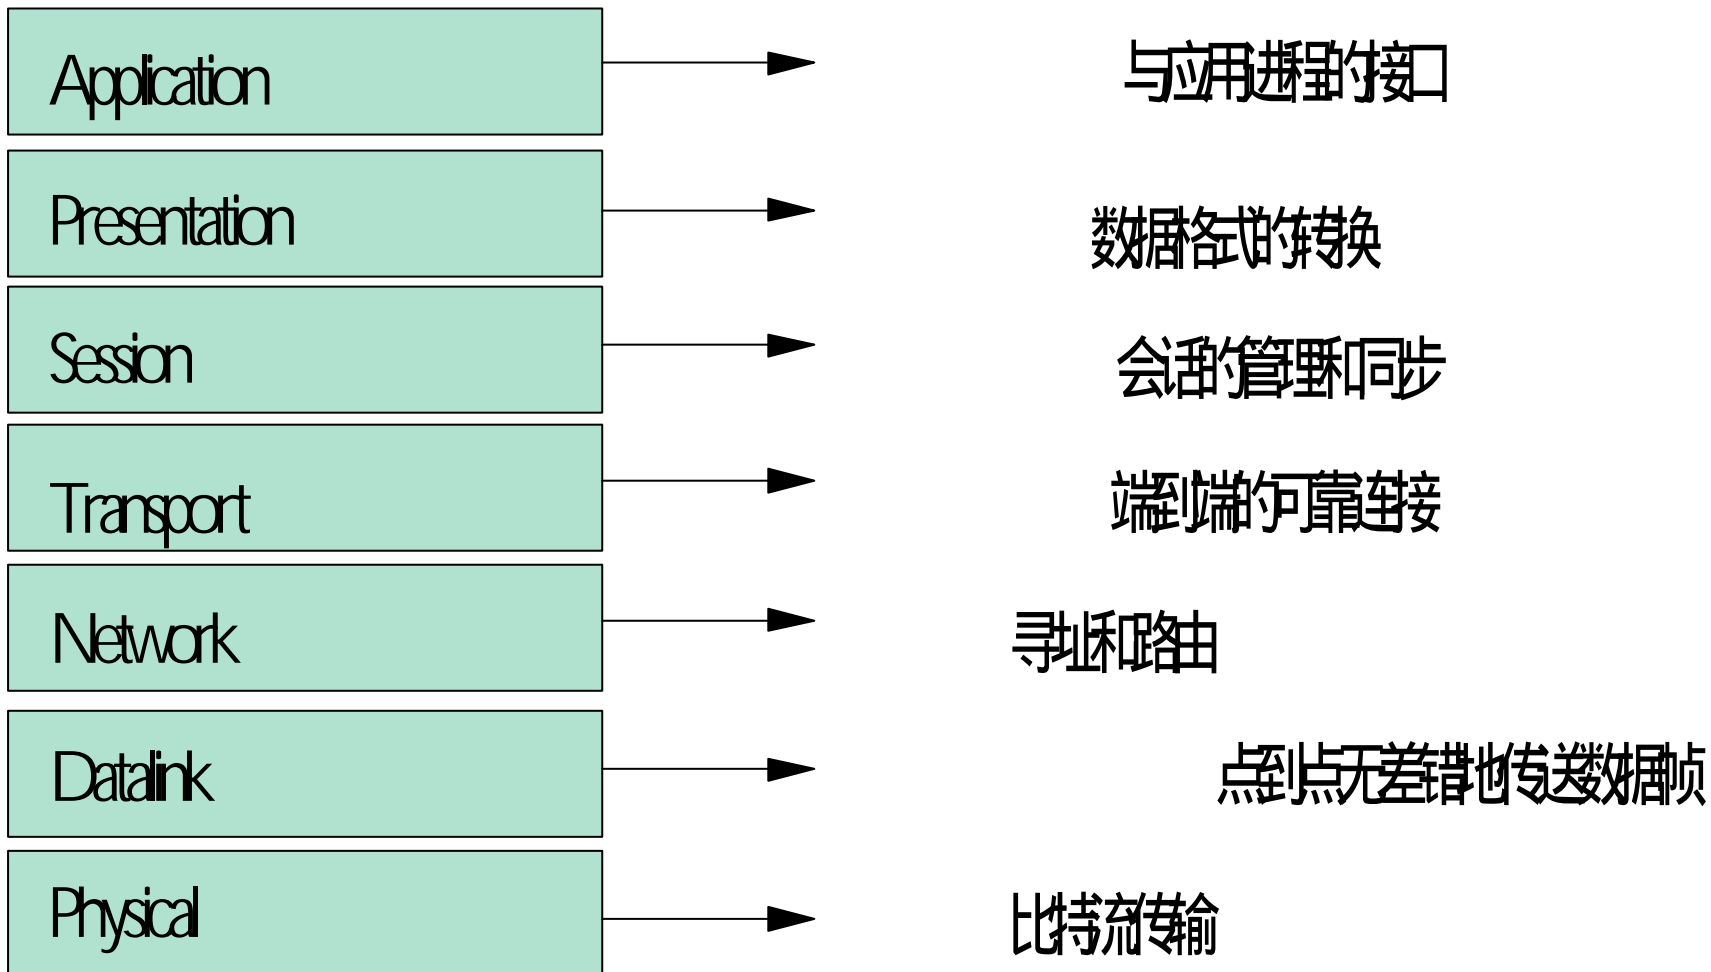 Application
与应用进程的接口
Presentation
数据格式的转换
Session
会话的管理和同步
Transport
端到端的可靠连接
Network
寻址和路由
Datalink
点到点无差错地传送数据帧
Physical
比特流传输